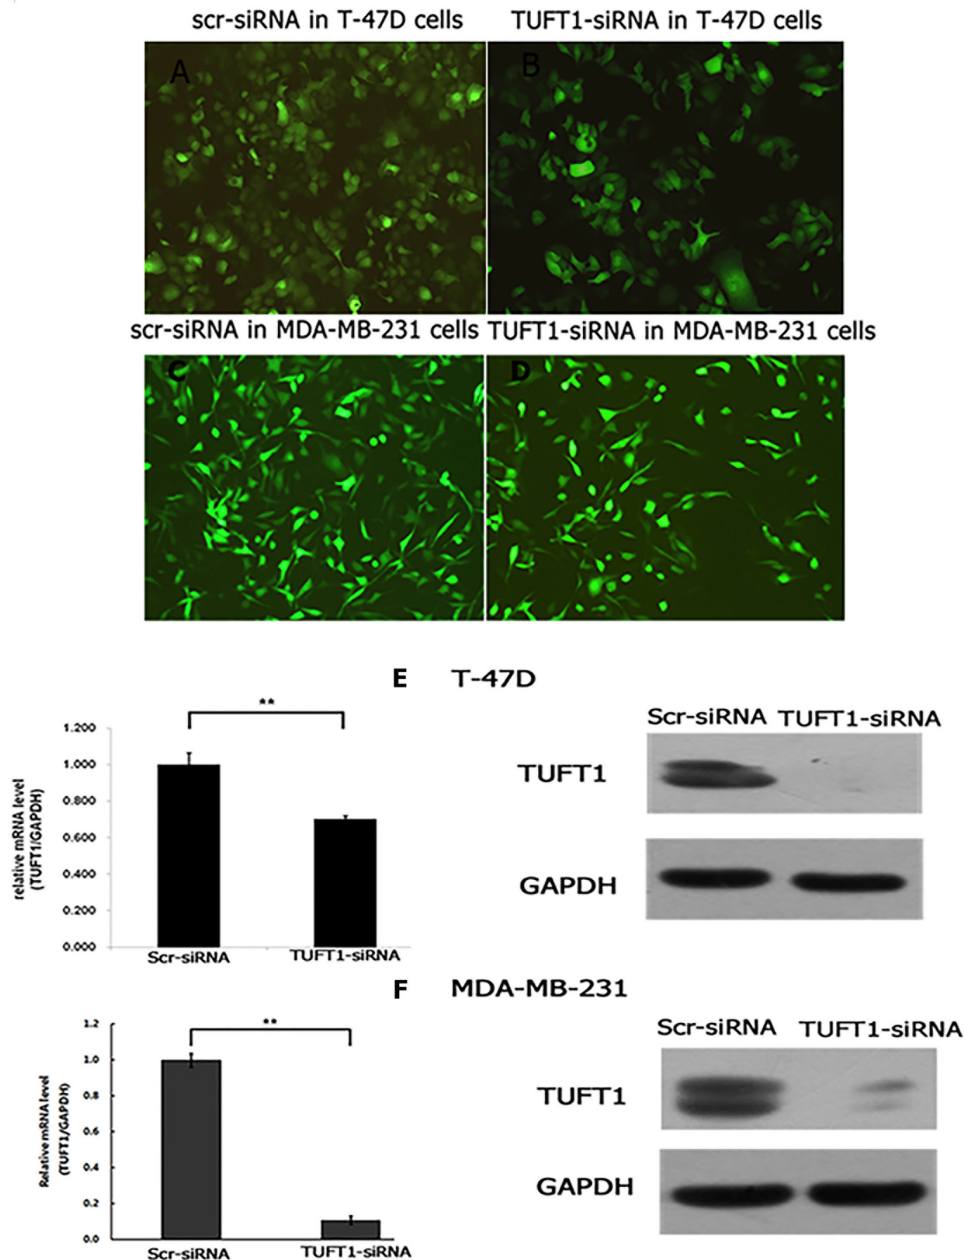 scr-siRNA in T-47D cells
TUFT1-siRNA in T-47D cells
A
B
scr-siRNA in MDA-MB-231 cells
TUFT1-siRNA in MDA-MB-231 cells
C
D
E
T-47D
**
1.200
1.000
0.800
0.600
0.400
0.200
0.000
relative mRNA level
(TUFT1/GAPDH)
Scr-siRNA
TUFT1-siRNA
Scr-siRNA
TUFT1-siRNA
TUFT1
GAPDH
F
MDA-MB-231
**
1.2
1.0
0.8
0.6
0.4
0.2
0.0
Relative mRNA level
(TUFT1/GAPDH)
Scr-siRNA
TUFT1-siRNA
Scr-siRNA
TUFT1-siRNA
TUFT1
GAPDH